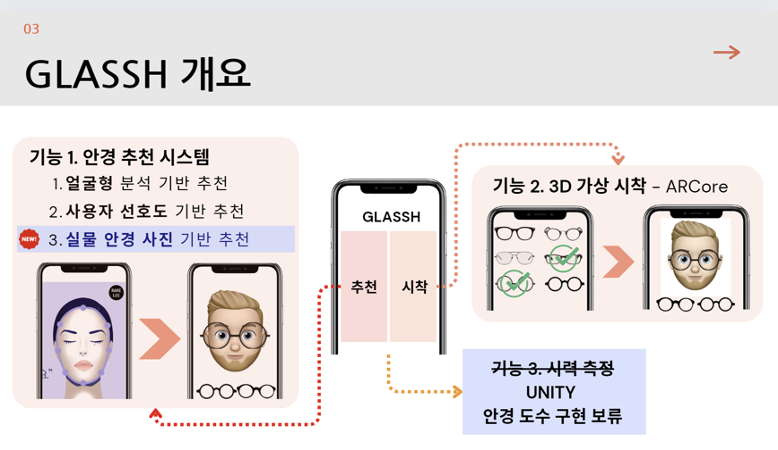 03
GLASSH 개요
기능 1. 안경 추천 시스템
1. 얼굴형 분석 기반 추천
2. 사용자 선호도 기반 추천
NEW!
3. 실물 안경 사진 기반 추천
GLASSH
추천
시착
기능 2. 3D 가상 시착 - ARCore
기능 3. 시력 측정
UNITY
안경 도수 구현 보류